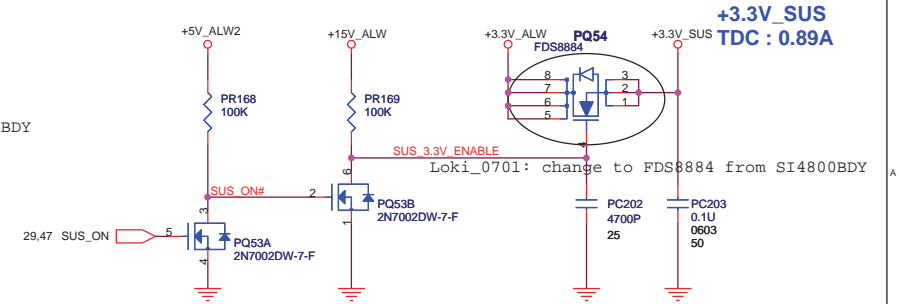 +3.3V_SUS
TDC : 0.89A
+5V_ALW2
+15V_ALW
+3.3V_ALW
PQ54
+3.3V_SUS
FDS8884
8
7
6
5
3
2
1
4
PR168
100K
PR169
100K
BDY
SUS_3.3V_ENABLE
Loki_0701: change to FDS8884 from SI4800BDY
A
SUS_ON#
3
2
6
1
PQ53B
2N7002DW-7-F
PC202
4700P
25
PC203
0.1U
0603
50
29,47 SUS_ON
5
4
PQ53A
2N7002DW-7-F